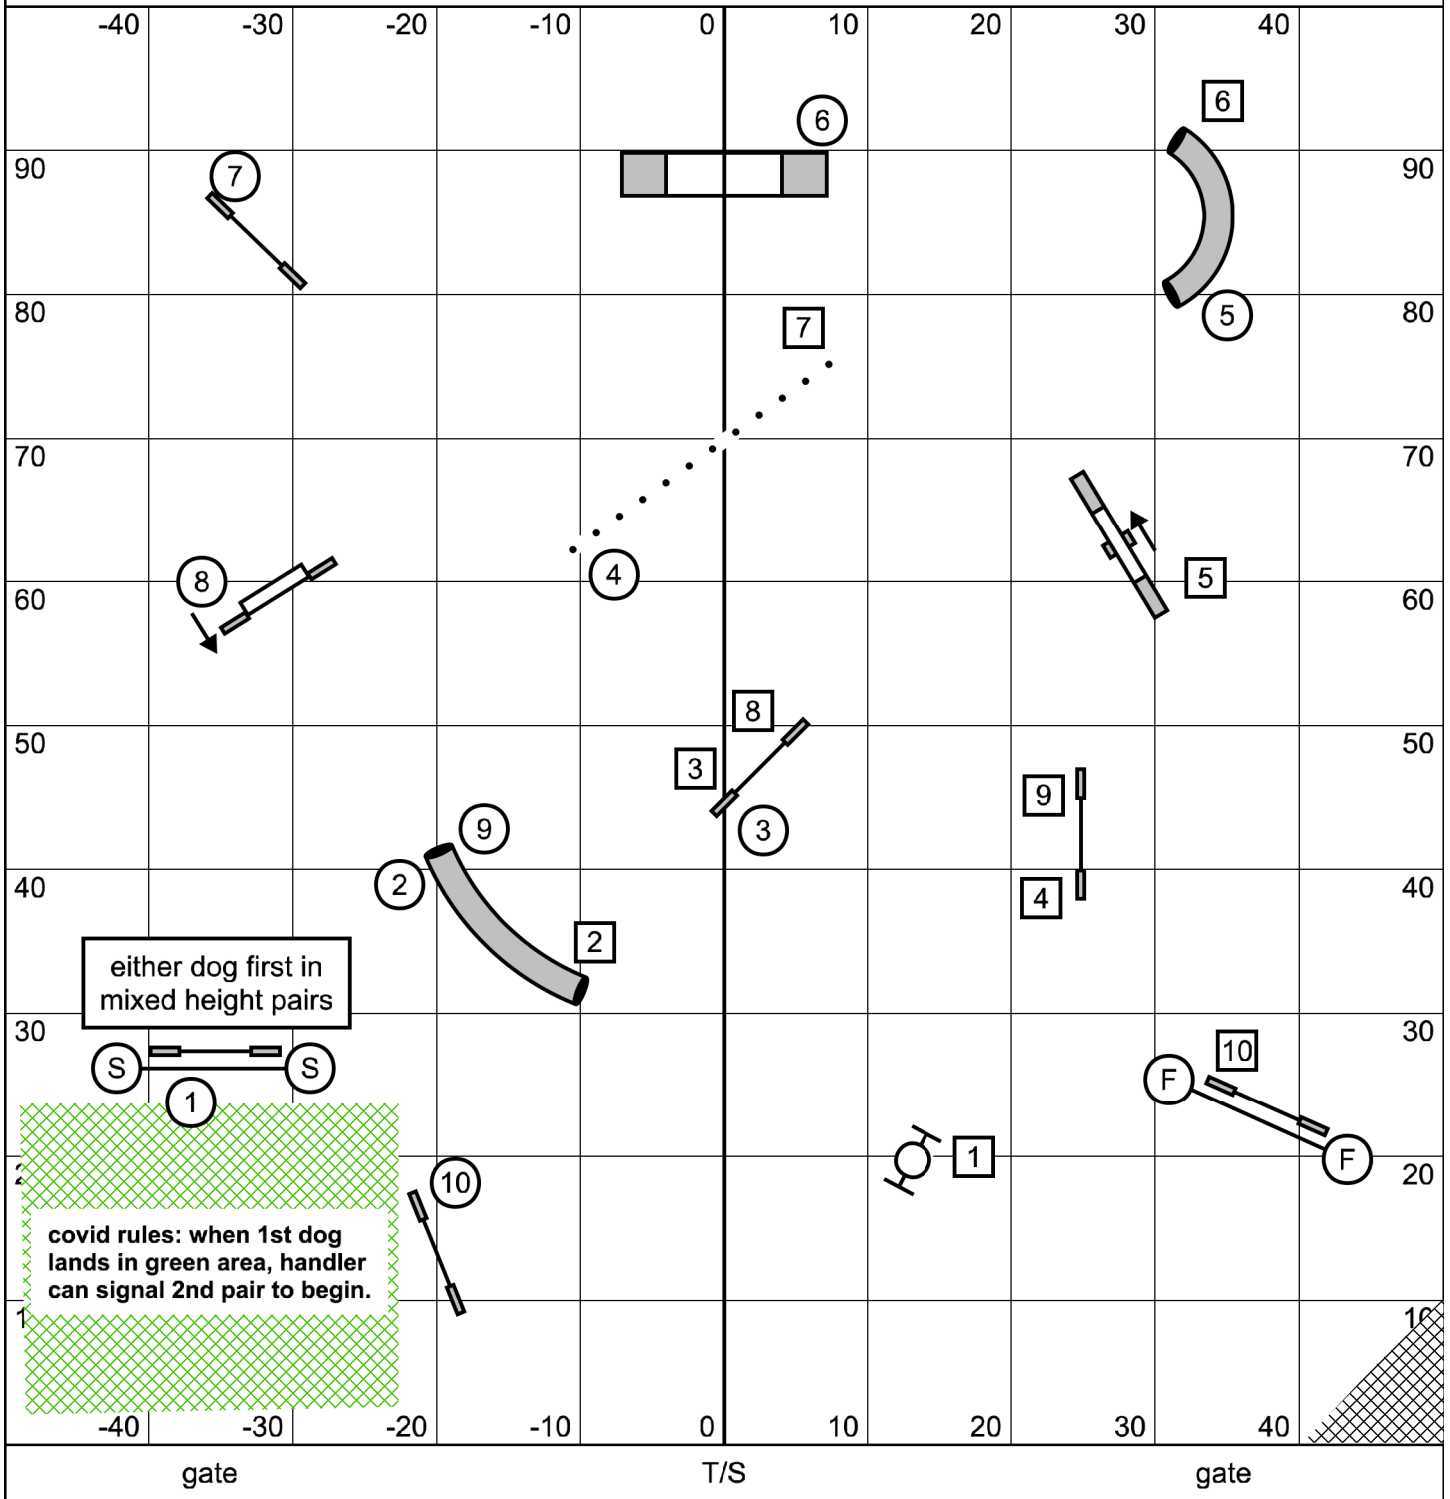 -40 -30 -20 -10 0 10 20 30 40
6
6
7
90 90
5
80 80
7
70 70
8
4
5
60 60
8
50 50
3
9
3
9
2
4
40 40
2
either dog first in
mixed height pairs
30 30
S S
10
F
1
1
F
20
10
covid rules: when 1st dog
lands in green area, handler
can signal 2nd pair to begin.
10
-40 -30 -20 -10 0 10 20 30 40
gate T/S gate